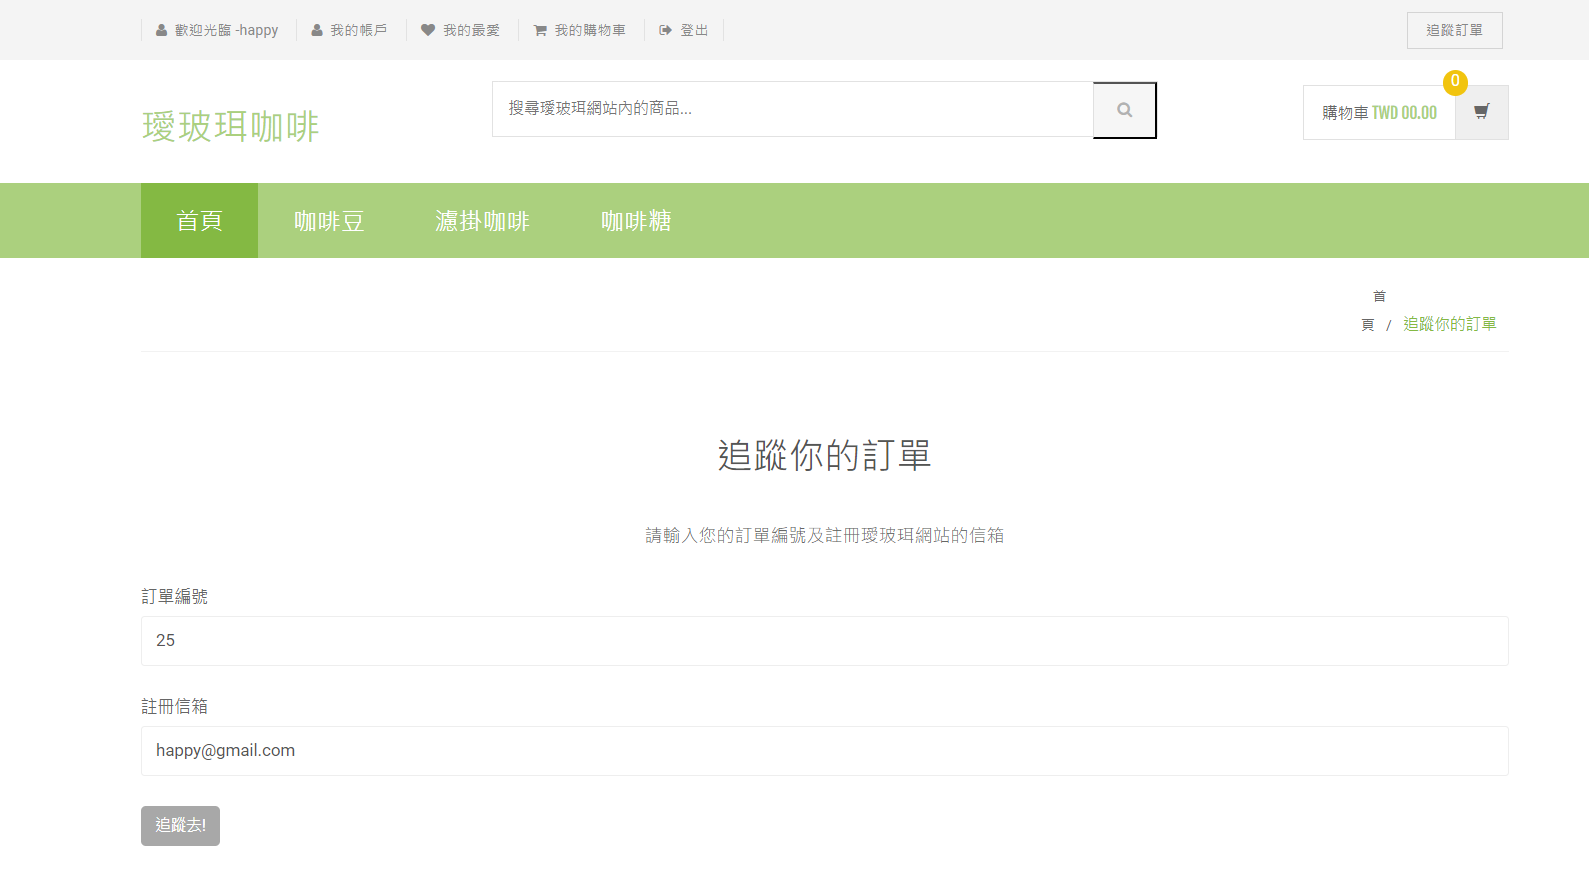 歡迎光臨 -happy
我的帳戶
我的最愛
我的購物車
登出
追蹤訂單
璦玻珥咖啡
搜尋璦玻珥網站內的商品...
購物車 TWD 00.00
0
首頁
咖啡豆
濾掛咖啡
咖啡糖
首
頁 / 追蹤你的訂單
追蹤你的訂單
請輸入您的訂單編號及註冊璦玻珥網站的信箱
訂單編號
25
註冊信箱
happy@gmail.com
追蹤去!